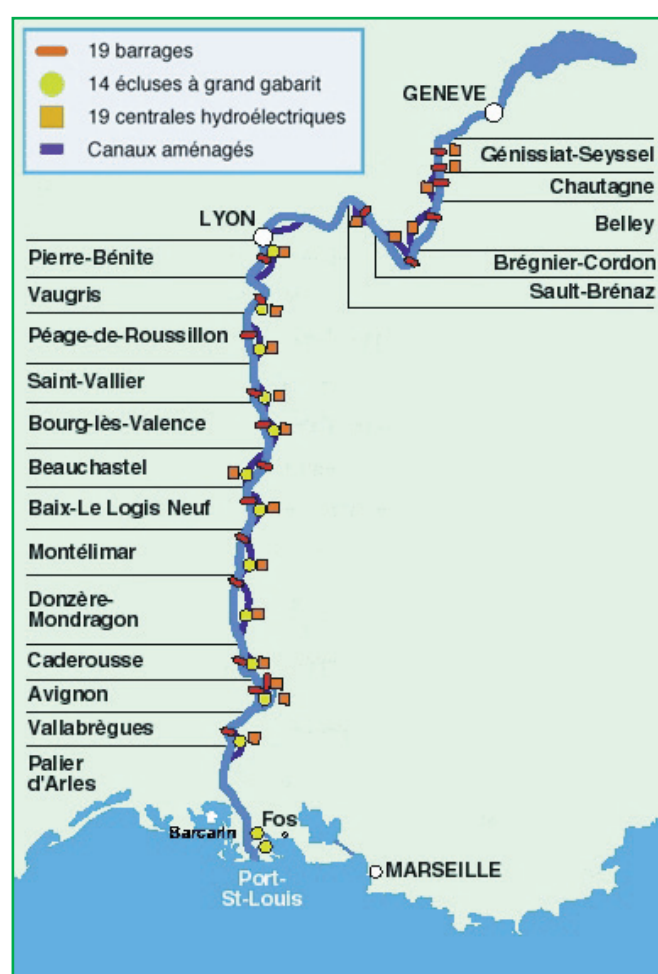 19 barrages
14 écluses à grand gabarit
19 centrales hydroélectriques
Canaux aménagés
GENEVE
Génissiat-Seyssel
Chautagne
Belley
Brégnier-Cordon
Sault-Brénaz
LYON
Pierre-Bénite
Vaugris
Péage-de-Roussillon
Saint-Vallier
Bourg-lès-Valence
Beauchastel
Baix-Le Logis Neuf
Montélimar
Donzère-
Mondragon
Caderousse
Avignon
Vallabrègues
Palier
d'Arles
Fos
Barcarin
MARSEILLE
Port-
St-Louis